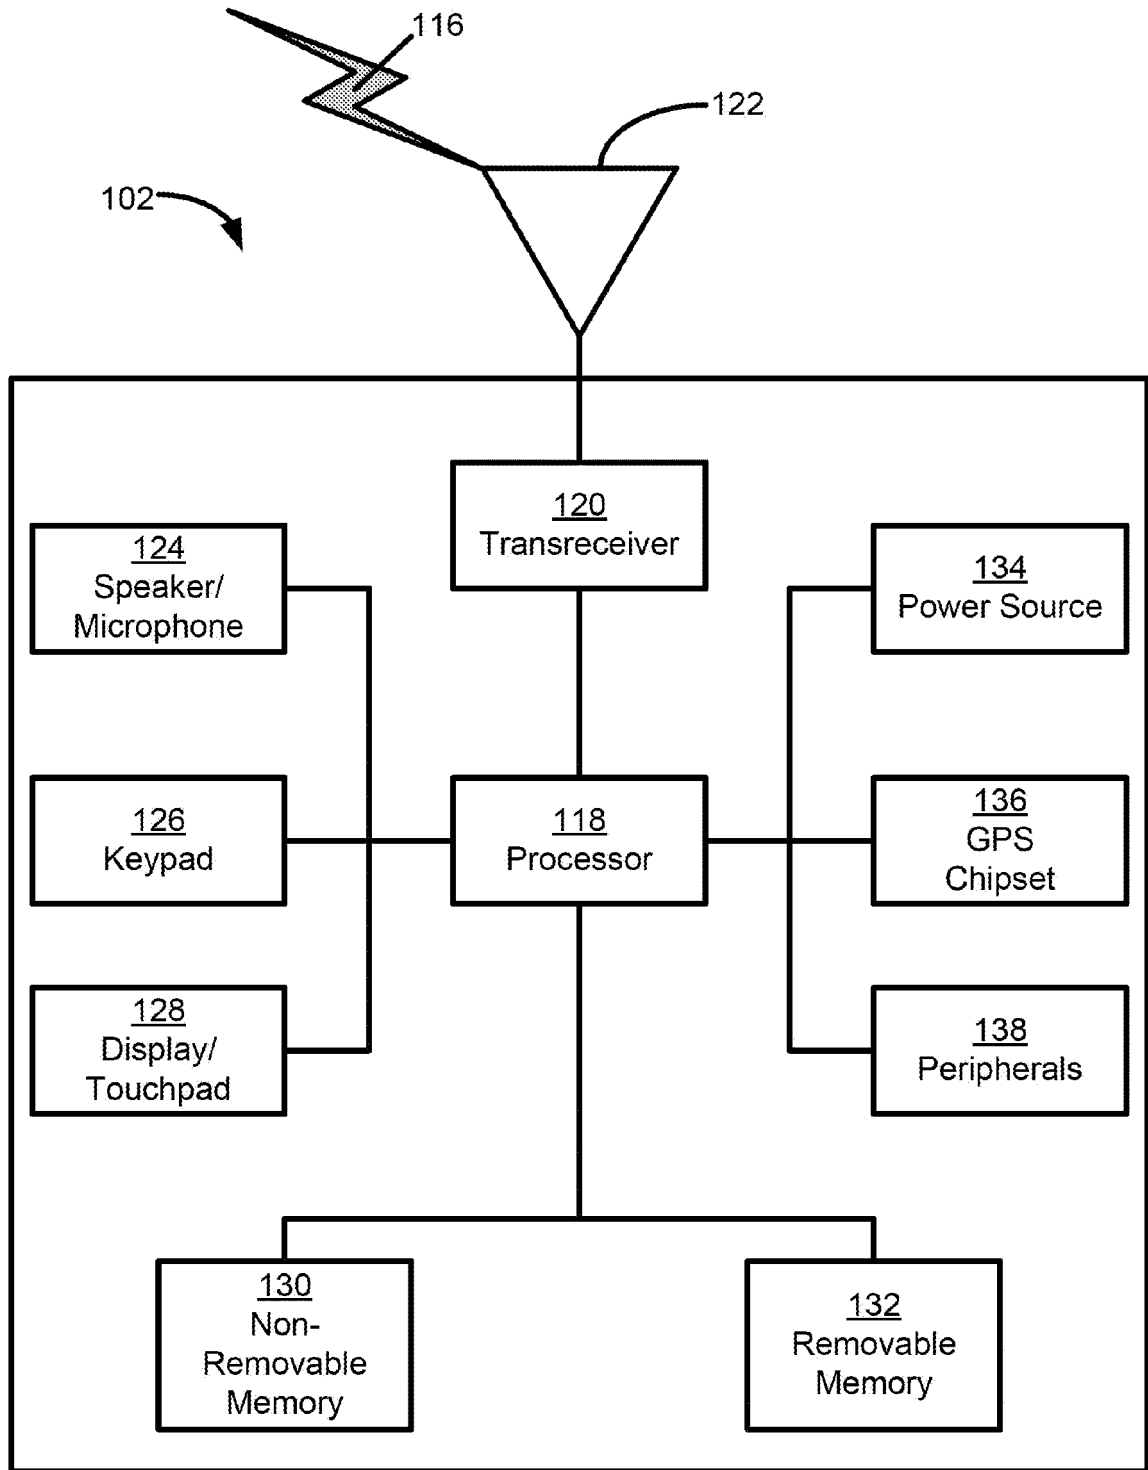 116
122
102
120
Transreceiver
124
Speaker/
Microphone
134
Power Source
126
Keypad
118
Processor
136
GPS
Chipset
128
Display/
Touchpad
138
Peripherals
130
Non-
Removable
Memory
132
Removable
Memory